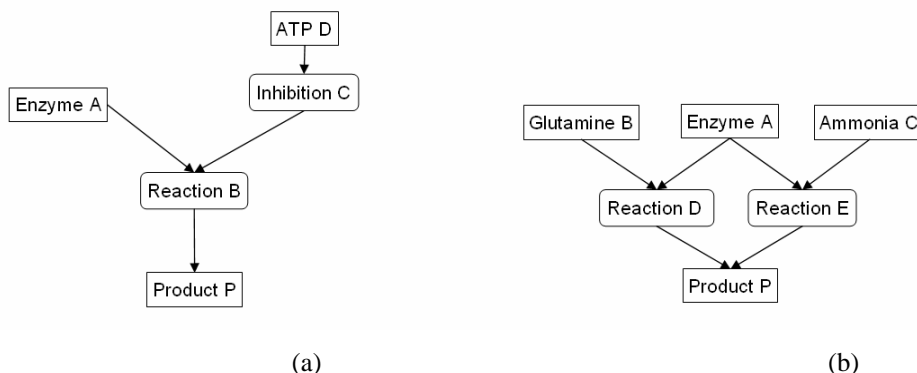 ATP D
Inhibition C
Enzyme A
Reaction B
Product P
(a)
Glutamine B
Enzyme A
Ammonia C
Reaction D
Reaction E
Product P
(b)